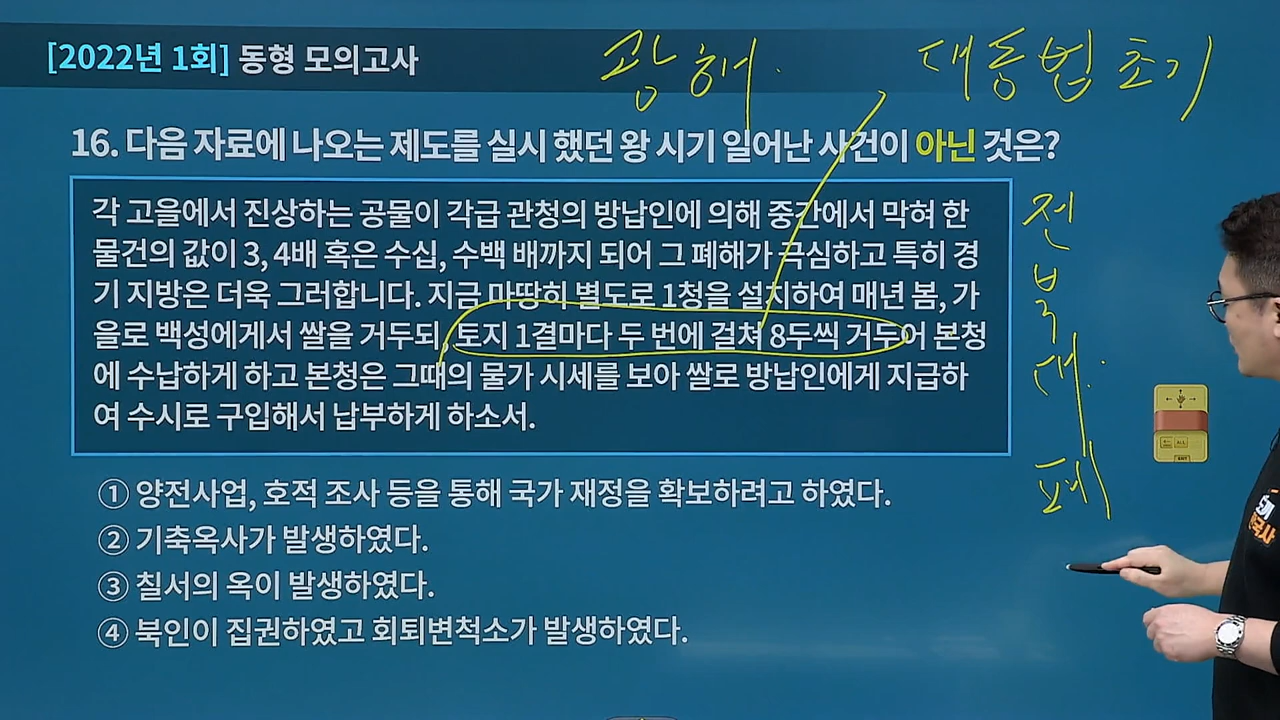 [2022년 1회] 동형 모의고사
광해.
대동법 초기
16. 다음 자료에 나오는 제도를 실시 했던 왕 시기 일어난 사건이 아닌 것은?
각 고을에서 진상하는 공물이 각급 관청의 방납인에 의해 중간에서 막혀 한
물건의 값이 3, 4배 혹은 수십, 수백 배까지 되어 그 폐해가 극심하고 특히 경
기 지방은 더욱 그러합니다. 지금 마땅히 별도로 1청을 설치하여 매년 봄, 가
을로 백성에게서 쌀을 거두되, 토지 1결마다 두 번에 걸쳐 8두씩 거두어 본청
에 수납하게 하고 본청은 그때의 물가 시세를 보아 쌀로 방납인에게 지급하
여 수시로 구입해서 납부하게 하소서.
전
후
대
폐
① 양전사업, 호적 조사 등을 통해 국가 재정을 확보하려고 하였다.
② 기축옥사가 발생하였다.
③ 칠서의 옥이 발생하였다.
④ 북인이 집권하였고 회퇴변척소가 발생하였다.